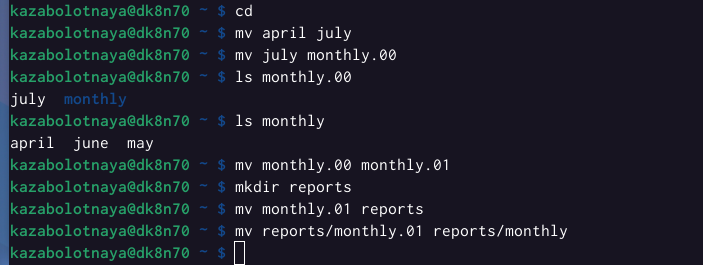 kazabolotnaya@dk8n70 ~ $ cd
kazabolotnaya@dk8n70 ~ $ mv april july
kazabolotnaya@dk8n70 ~ $ mv july monthly.00
kazabolotnaya@dk8n70 ~ $ ls monthly.00
july  monthly
kazabolotnaya@dk8n70 ~ $ ls monthly
april  june  may
kazabolotnaya@dk8n70 ~ $ mv monthly.00 monthly.01
kazabolotnaya@dk8n70 ~ $ mkdir reports
kazabolotnaya@dk8n70 ~ $ mv monthly.01 reports
kazabolotnaya@dk8n70 ~ $ mv reports/monthly.01 reports/monthly
kazabolotnaya@dk8n70 ~ $